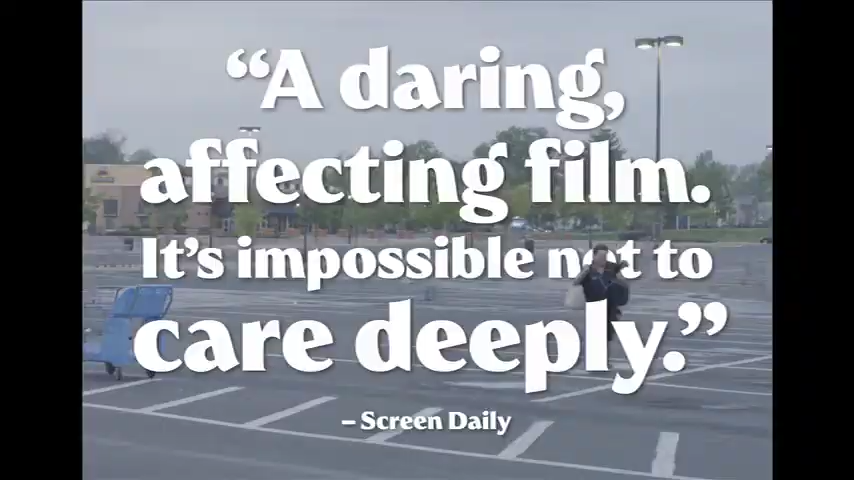 “A daring,
affecting film.
It’s impossible not to
care deeply.”
– Screen Daily